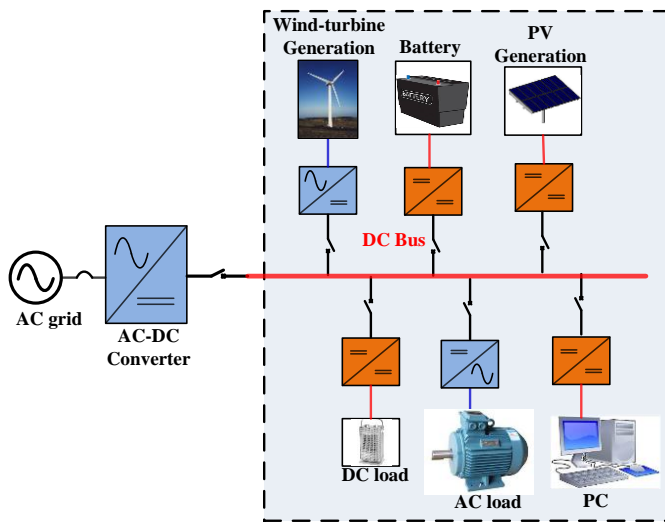 Wind-turbine
Generation
Battery
PV
Generation
DC Bus
AC grid
AC-DC
Converter
DC load
AC load
PC